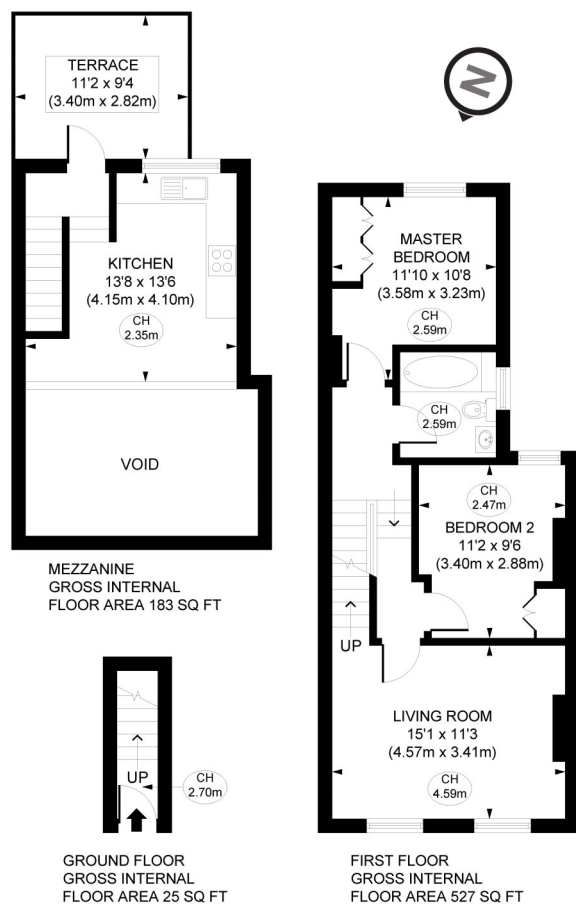 TERRACE
11'2 x 9'4
(3.40m x 2.82m)
N
KITCHEN
13'8 x 13'6
(4.15m x 4.10m)
CH
2.35m
VOID
MEZZANINE
GROSS INTERNAL
FLOOR AREA 183 SQ FT
MASTER
BEDROOM
11'10 x 10'8
(3.58m x 3.23m)
CH
2.59m
CH
2.59m
CH
2.47m
BEDROOM 2
11'2 x 9'6
(3.40m x 2.88m)
UP
LIVING ROOM
15'1 x 11'3
(4.57m x 3.41m)
CH
4.59m
UP
CH
2.70m
GROUND FLOOR
GROSS INTERNAL
FLOOR AREA 25 SQ FT
FIRST FLOOR
GROSS INTERNAL
FLOOR AREA 527 SQ FT